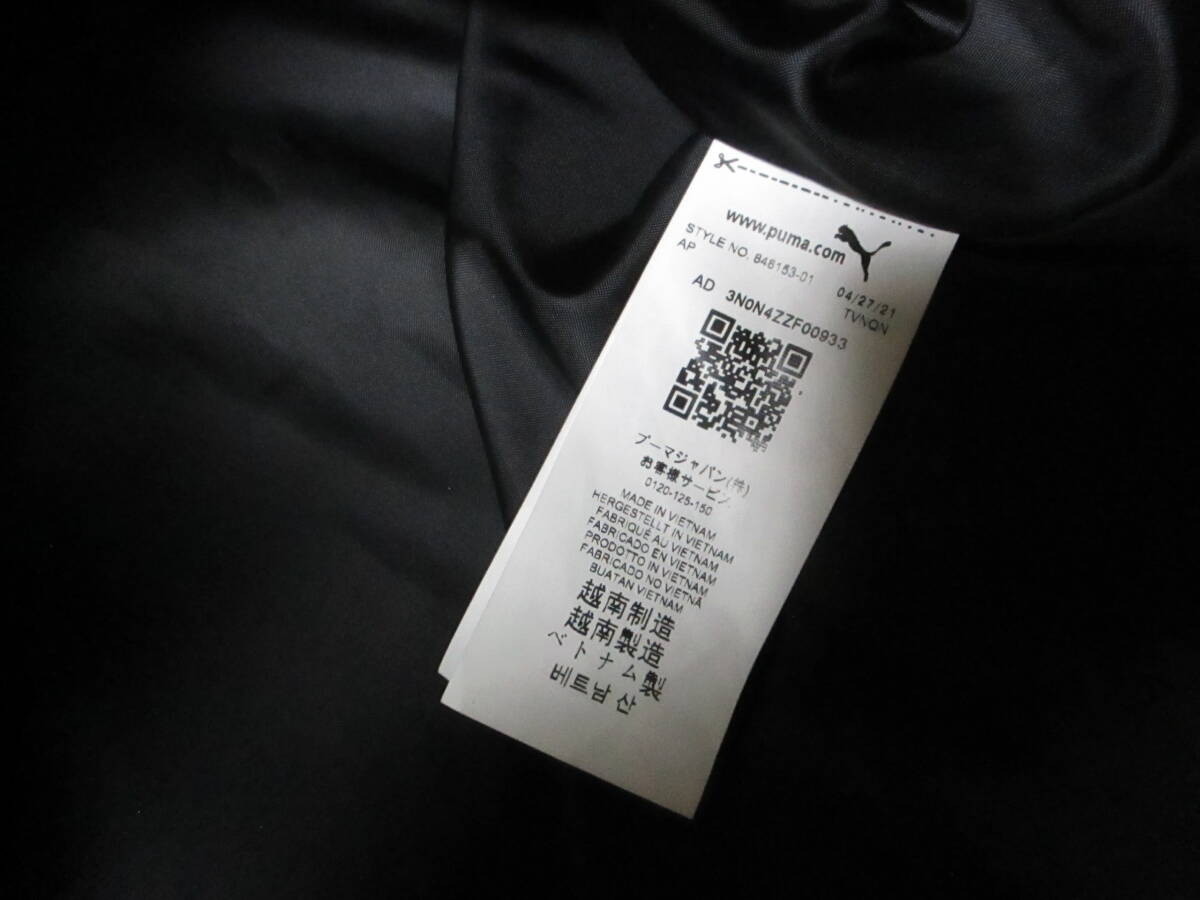 www.puma.com
STYLE NO. 846153-01 04/27/21
AP TVNQN
AD 3N0N4ZZF00933
プーマジャパン(株)
お客様サービス
0120-125-150
MADE IN VIETNAM
HERGESTELLT IN VIETNAM
FABRIQUÉ AU VIETNAM
FABRICADO EN VIETNAM
PRODOTTO IN VIETNAM
FABRICADO NO VIETNÃ
BUATAN VIETNAM
越南制造
越南製造
ベトナム製
베트남 산